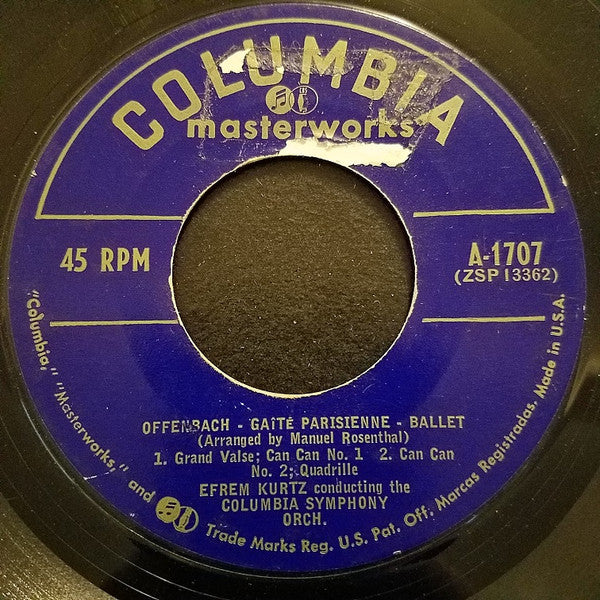 COLUMBIA
masterworks
45 RPM
A-1707
(ZSP 13362)
OFFENBACH - GAÎTÉ PARISIENNE - BALLET
(Arranged by Manuel Rosenthal)
1. Grand Valse; Can Can No. 1 2. Can Can
No. 2; Quadrille
EFREM KURTZ conducting the
COLUMBIA SYMPHONY
ORCH.
"Columbia," "Masterworks," and Trade Marks Reg. U.S. Pat. Off. Marcas Registradas. Made in U.S.A.